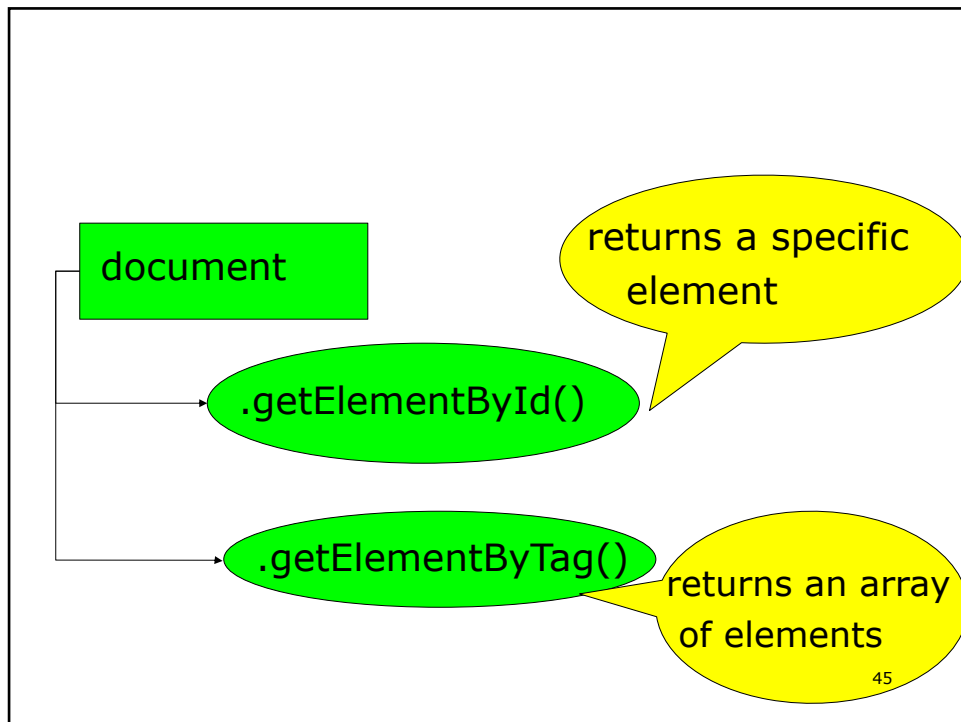 document
returns a specific
element
.getElementById()
.getElementByTag()
returns an array
of elements
45